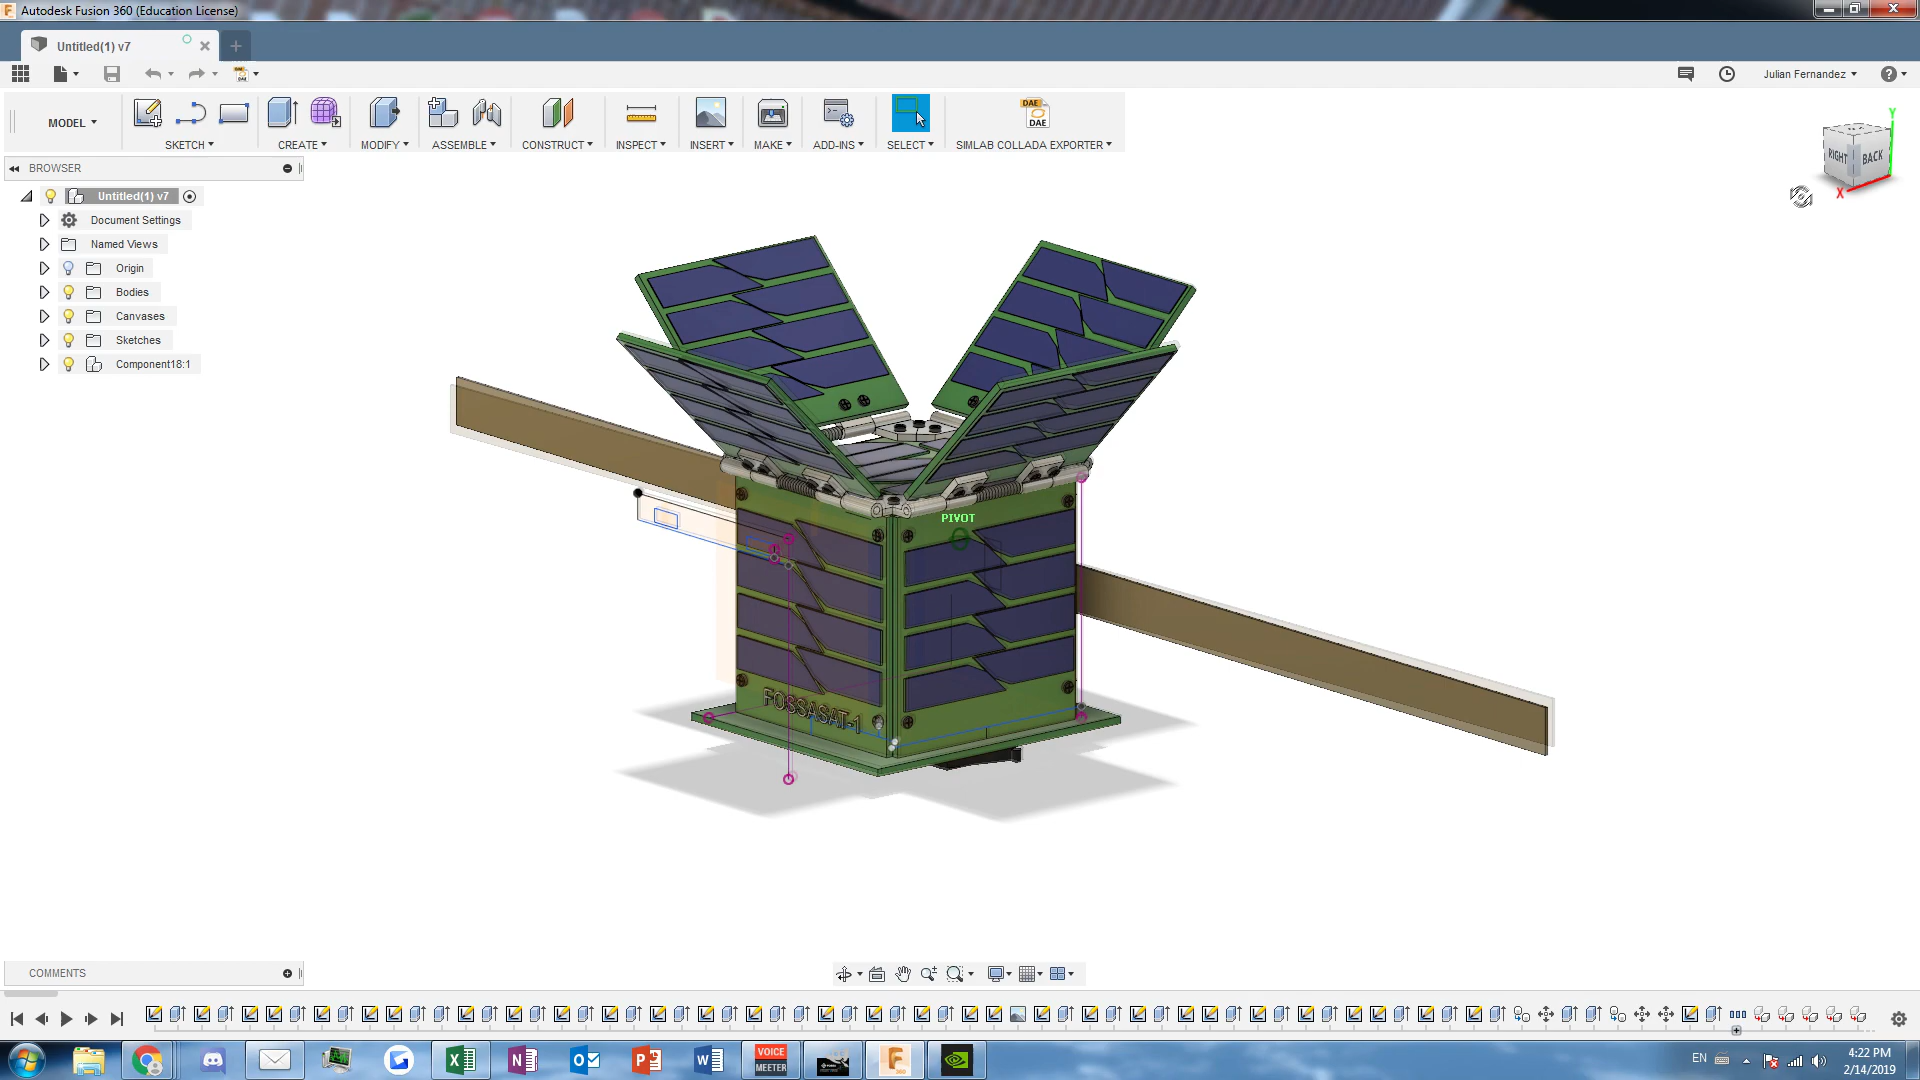 Autodesk Fusion 360 (Education License)
Untitled(1) v7
Julian Fernandez
MODEL
SKETCH
CREATE
MODIFY
ASSEMBLE
CONSTRUCT
INSPECT
INSERT
MAKE
ADD-INS
SELECT
DAE
SIMLAB COLLADA EXPORTER
BROWSER
Untitled(1) v7
Document Settings
Named Views
Origin
Bodies
Canvases
Sketches
Component18:1
Y
RIGHT
BACK
X
PIVOT
FOSSASAT-1
COMMENTS
VOICE
MEETER
EN
4:22 PM
2/14/2019